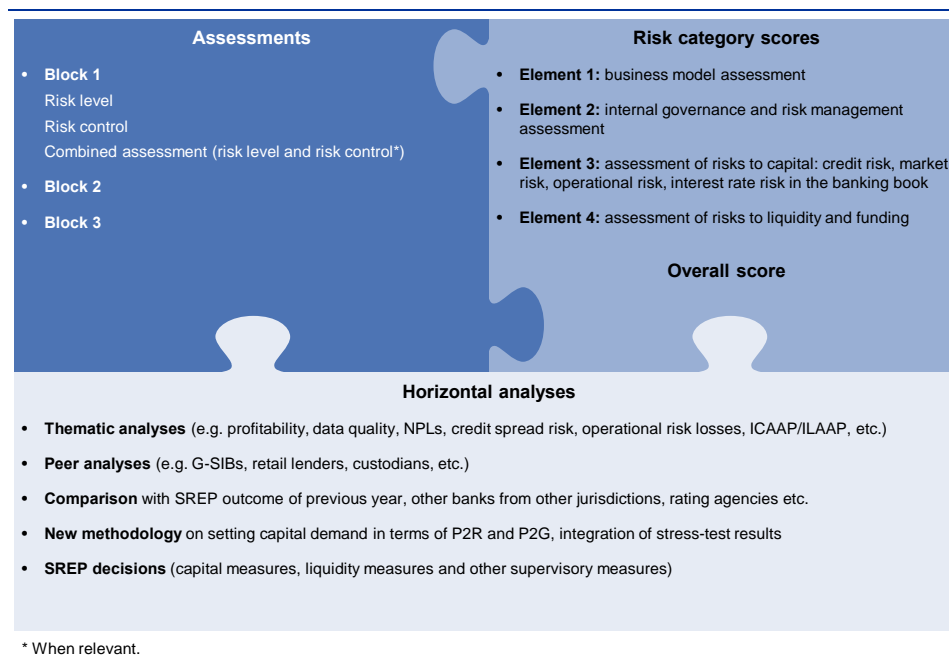 Assessments
• Block 1
Risk level
Risk control
Combined assessment (risk level and risk control*)
• Block 2
• Block 3
Risk category scores
• Element 1: business model assessment
• Element 2: internal governance and risk management
assessment
• Element 3: assessment of risks to capital: credit risk, market
risk, operational risk, interest rate risk in the banking book
• Element 4: assessment of risks to liquidity and funding
Overall score
Horizontal analyses
• Thematic analyses (e.g. profitability, data quality, NPLs, credit spread risk, operational risk losses, ICAAP/ILAAP, etc.)
• Peer analyses (e.g. G-SIBs, retail lenders, custodians, etc.)
• Comparison with SREP outcome of previous year, other banks from other jurisdictions, rating agencies etc.
• New methodology on setting capital demand in terms of P2R and P2G, integration of stress-test results
• SREP decisions (capital measures, liquidity measures and other supervisory measures)
* When relevant.